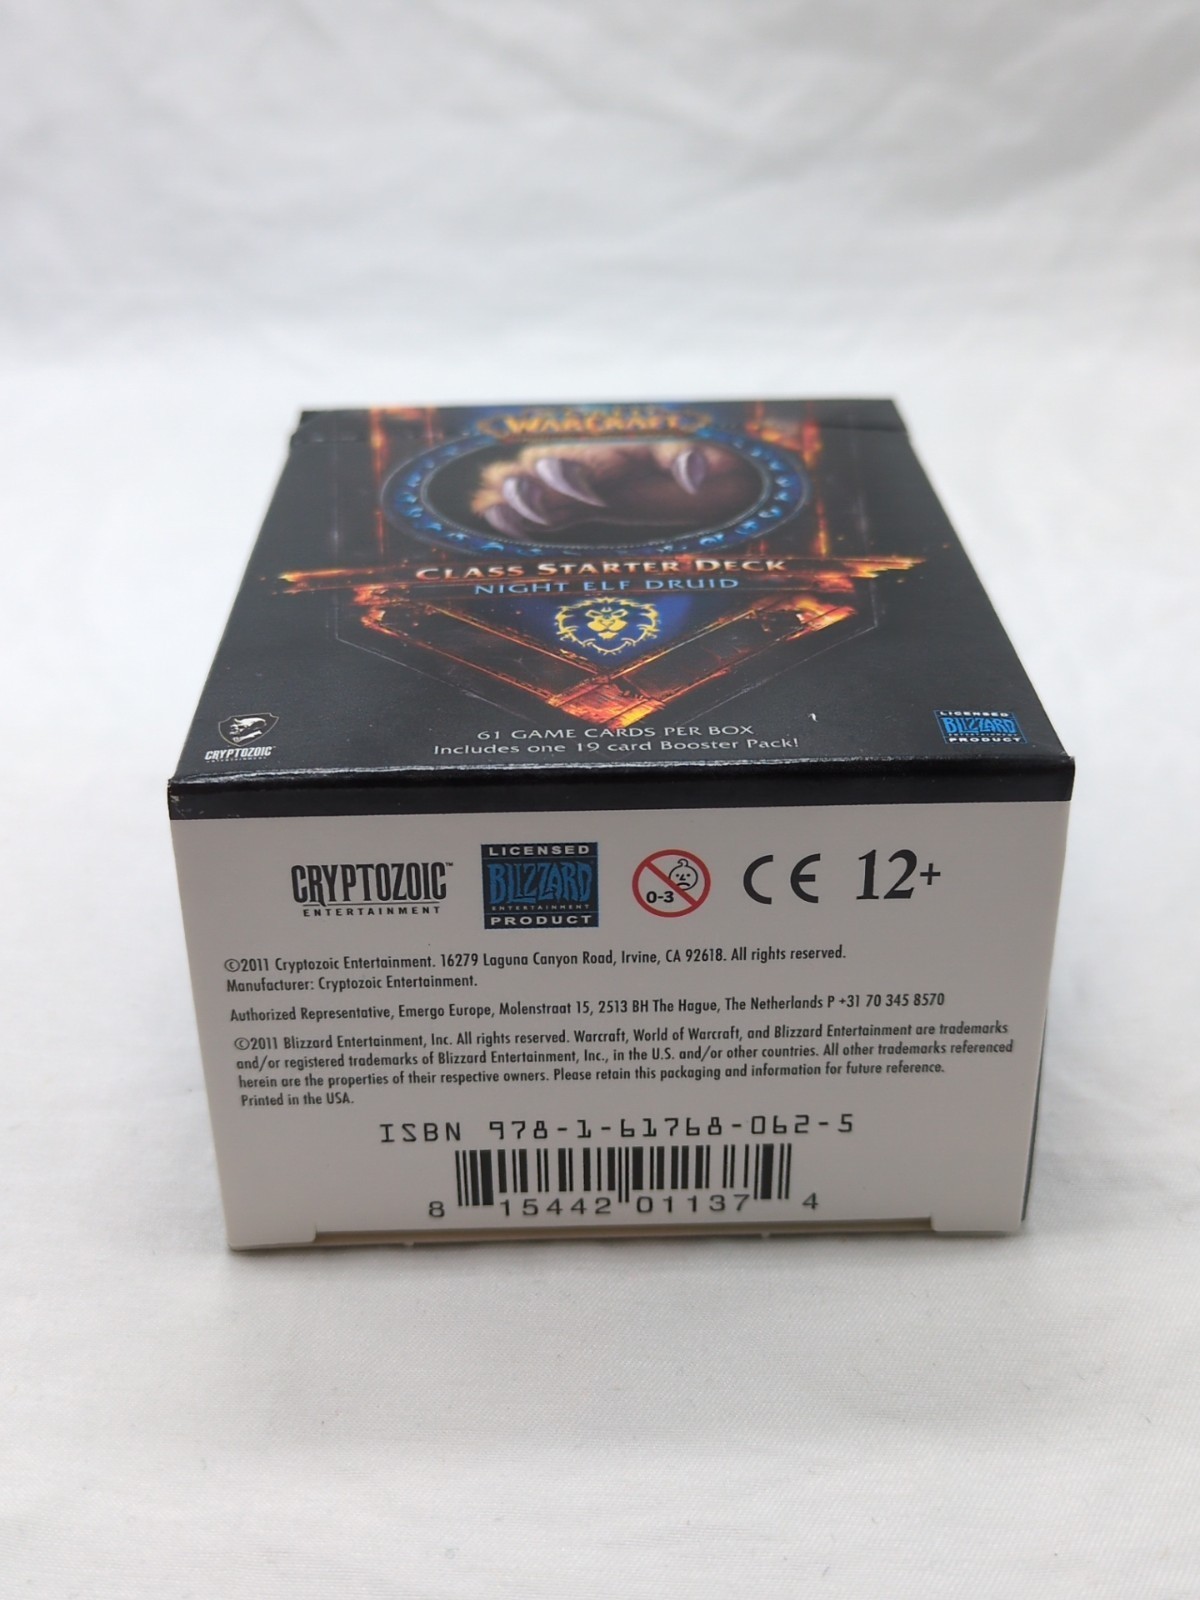 WARCRAFT
CLASS STARTER DECK
NIGHT ELF DRUID
61 GAME CARDS PER BOX
Includes one 19 card Booster Pack!
CRYPTOZOIC
ENTERTAINMENT
LICENSED
BLIZZARD
PRODUCT
CRYPTOZOIC™
ENTERTAINMENT
LICENSED
BLIZZARD
ENTERTAINMENT
PRODUCT
0-3
CE 12+
©2011 Cryptozoic Entertainment. 16279 Laguna Canyon Road, Irvine, CA 92618. All rights reserved.
Manufacturer: Cryptozoic Entertainment.
Authorized Representative, Emergo Europe, Molenstraat 15, 2513 BH The Hague, The Netherlands P +31 70 345 8570
©2011 Blizzard Entertainment, Inc. All rights reserved. Warcraft, World of Warcraft, and Blizzard Entertainment are trademarks
and/or registered trademarks of Blizzard Entertainment, Inc., in the U.S. and/or other countries. All other trademarks referenced
herein are the properties of their respective owners. Please retain this packaging and information for future reference.
Printed in the USA.
ISBN 978-1-61768-062-5
8 15442 01137 4